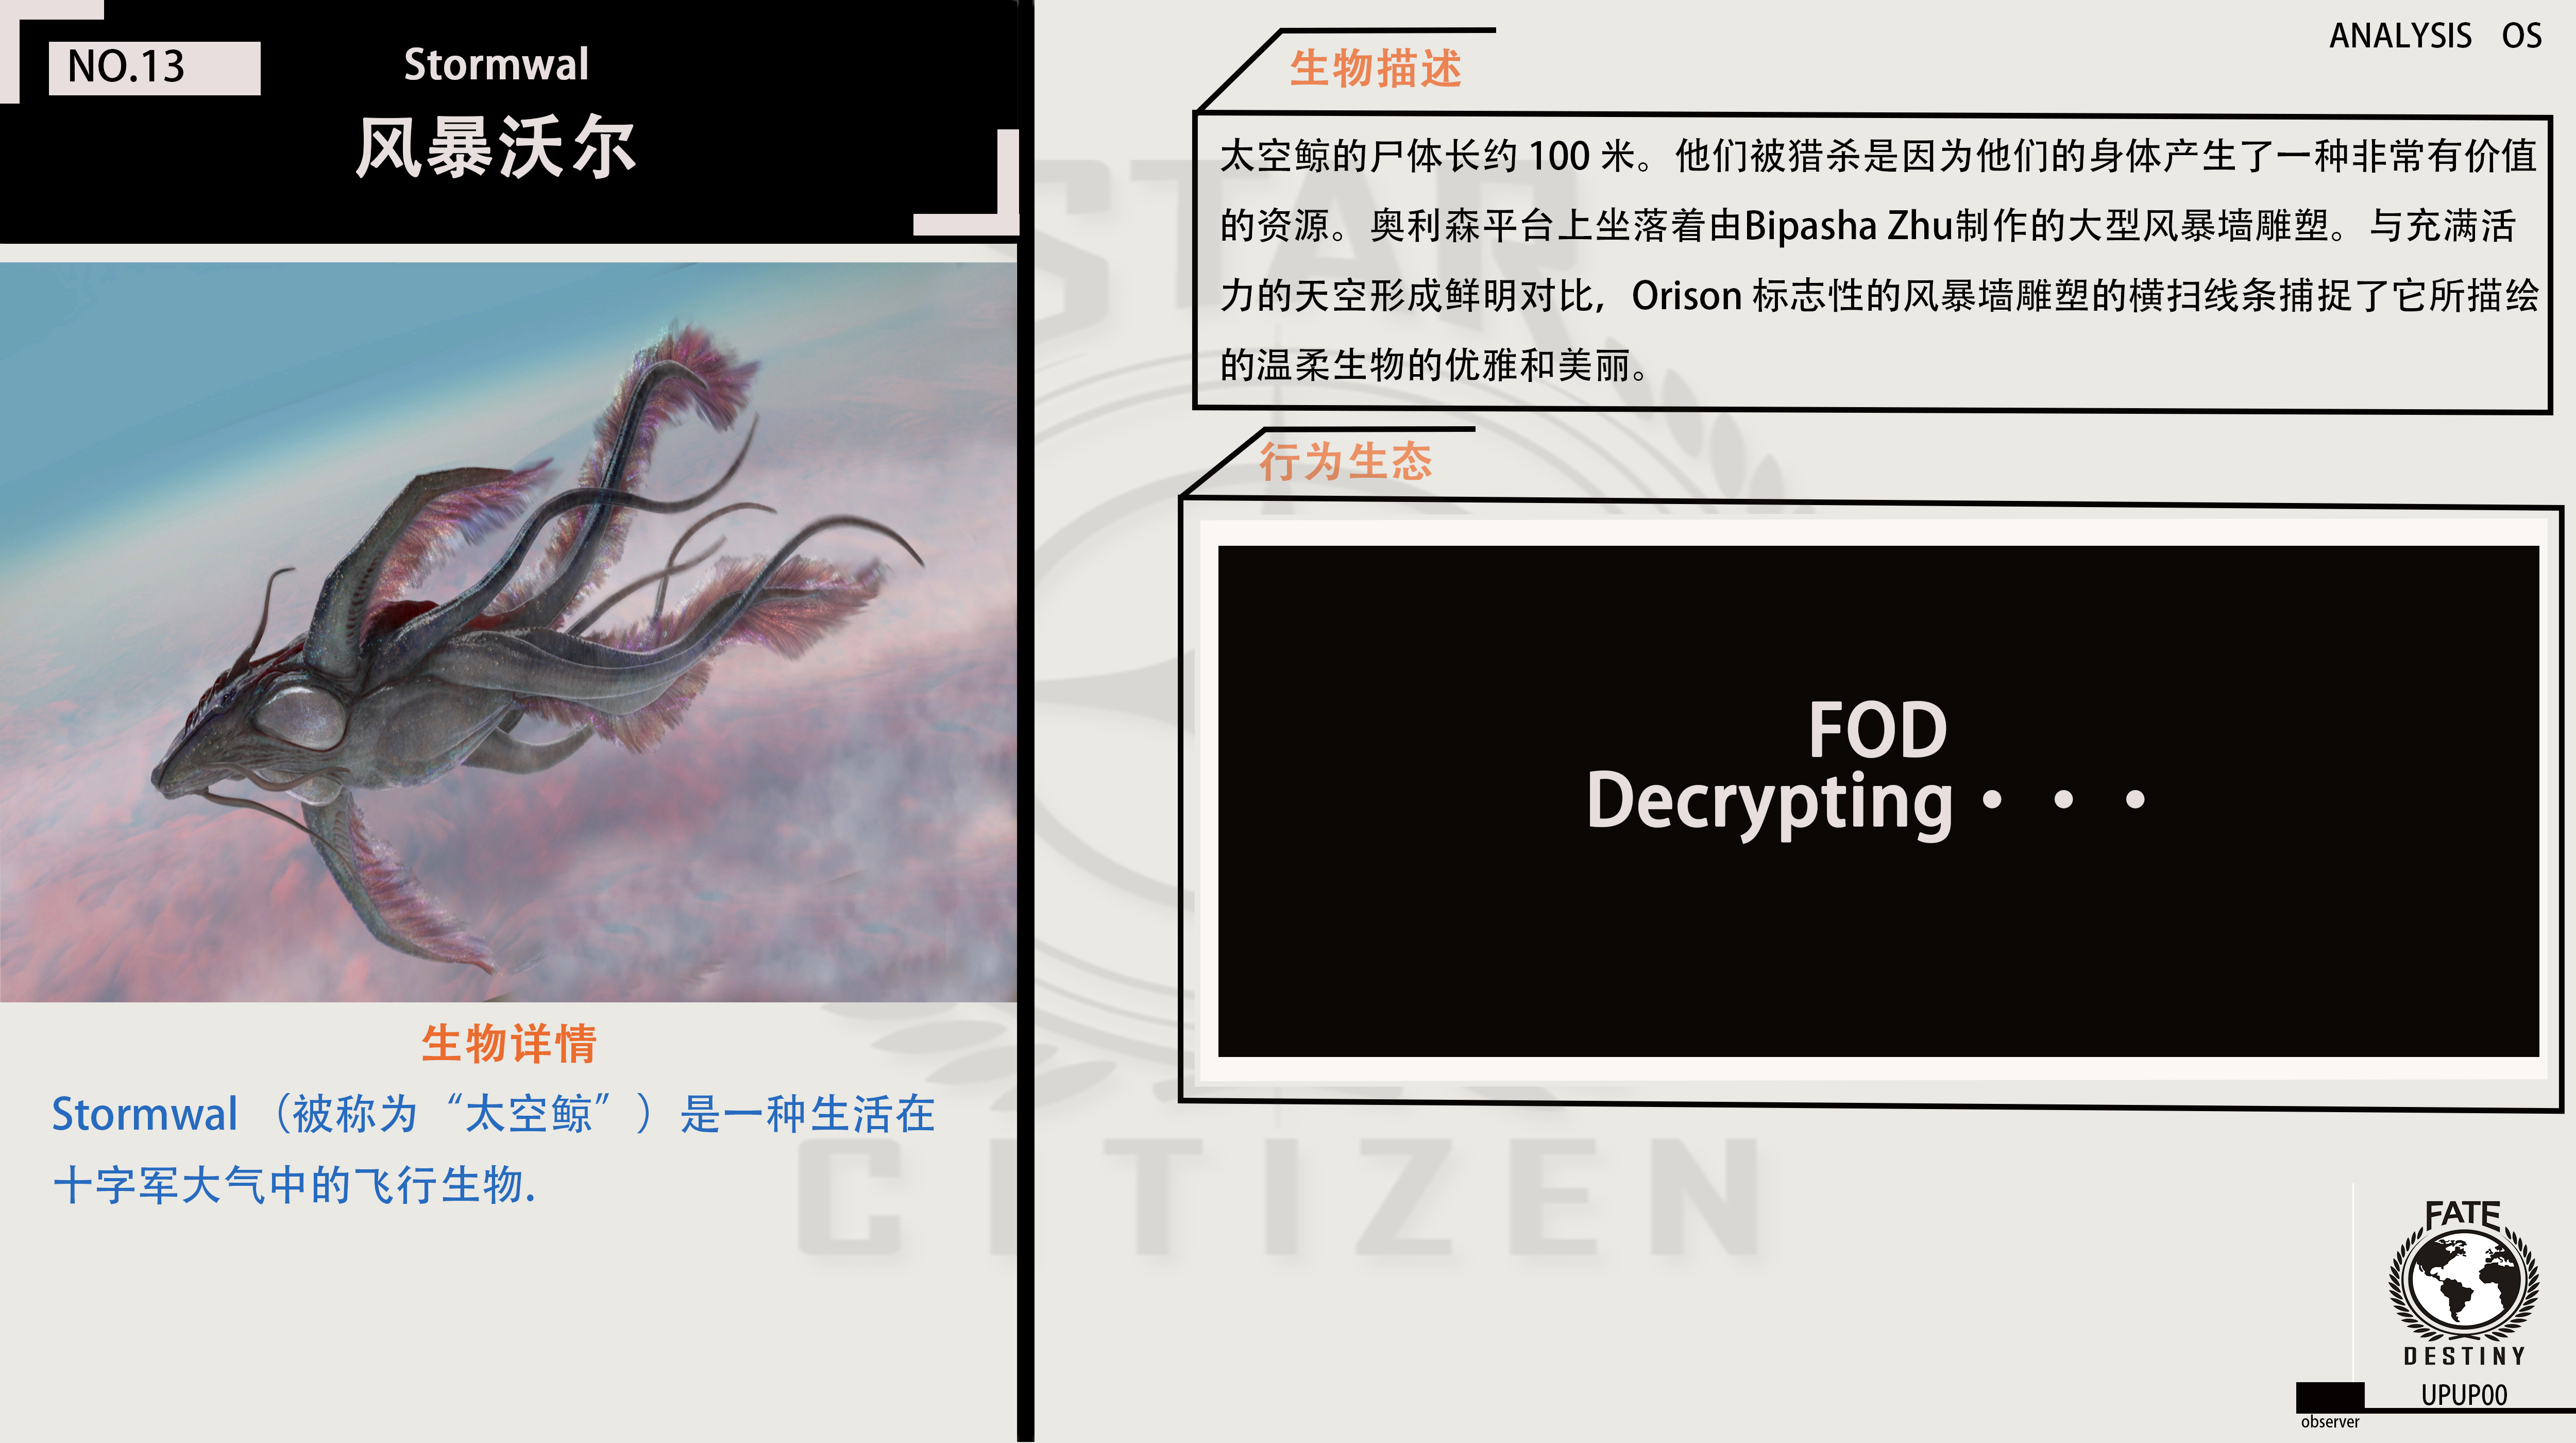 NO.13
Stormwal
风暴沃尔
生物详情
Stormwal （被称为“太空鲸”）是一种生活在
十字军大气中的飞行生物.
ANALYSIS OS
生物描述
太空鲸的尸体长约 100 米。他们被猎杀是因为他们的身体产生了一种非常有价值
的资源。奥利森平台上坐落着由Bipasha Zhu制作的大型风暴墙雕塑。与充满活
力的天空形成鲜明对比，Orison 标志性的风暴墙雕塑的横扫线条捕捉了它所描绘
的温柔生物的优雅和美丽。
行为生态
FOD
Decrypting・・・
STAR
CITIZEN
FATE
DESTINY
UPUP00
observer